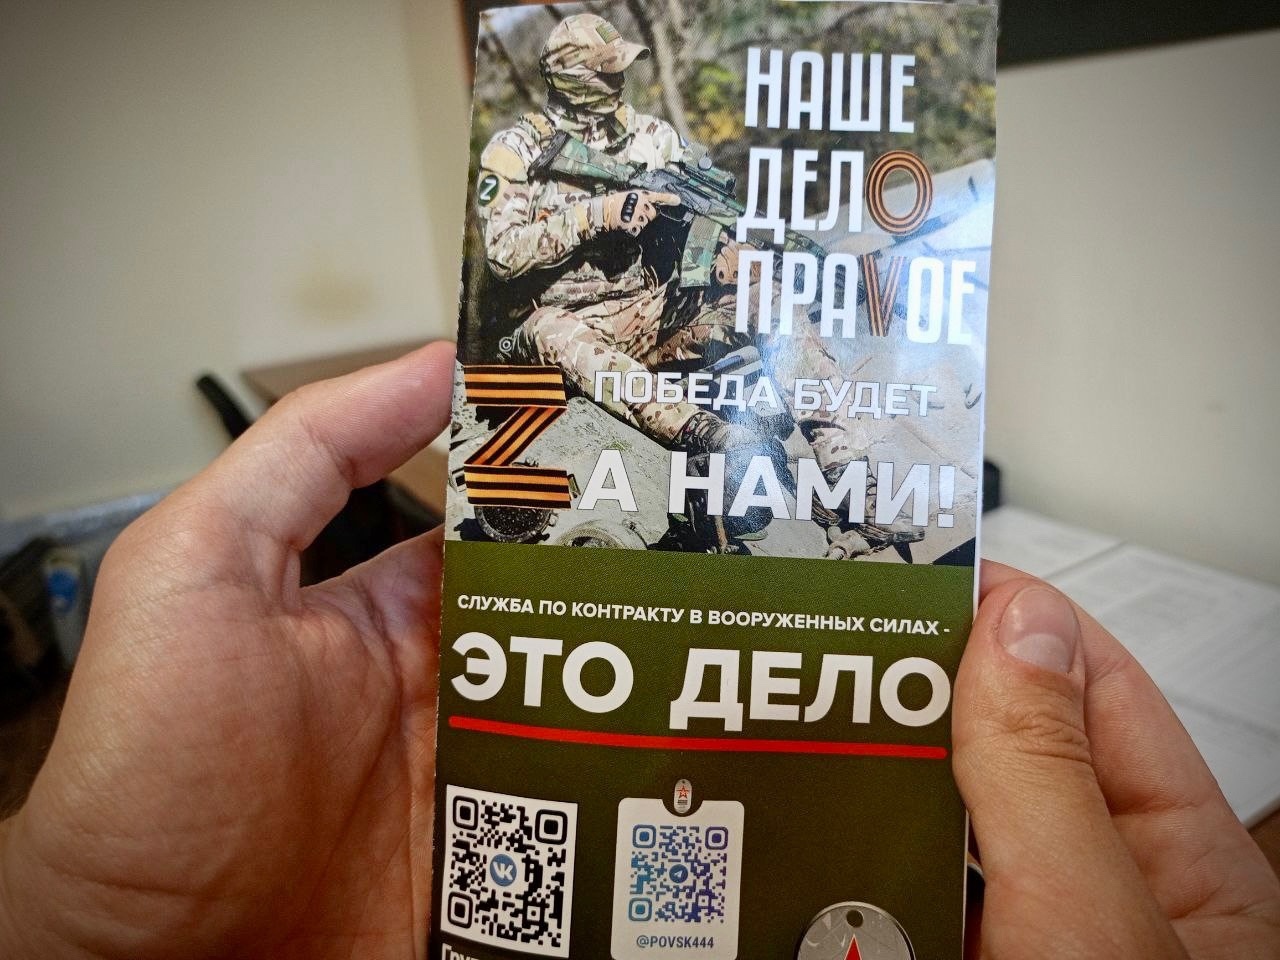 НАШЕ
ДЕЛО
ПРАVОЕ
ПОБЕДА БУДЕТ
ZА НАМИ!
СЛУЖБА ПО КОНТРАКТУ В ВООРУЖЕННЫХ СИЛАХ -
ЭТО ДЕЛО
@POVSK444
Z